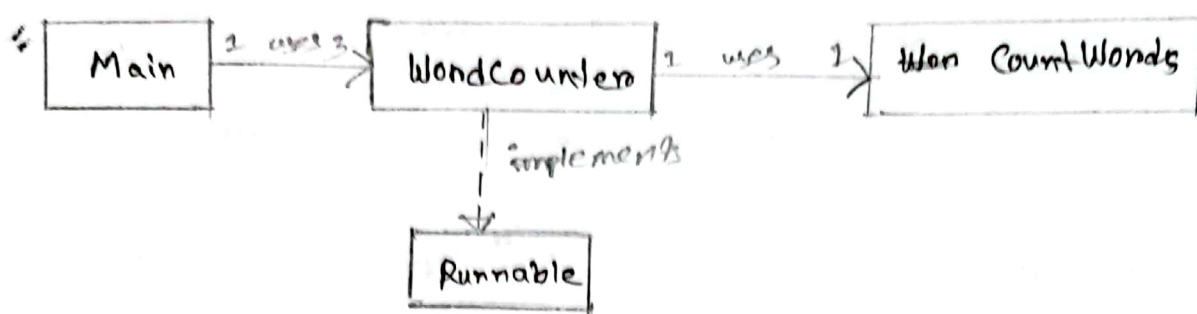 Main
1 uses 3
WordCounter
1 uses 1
CountWords
implements
Runnable